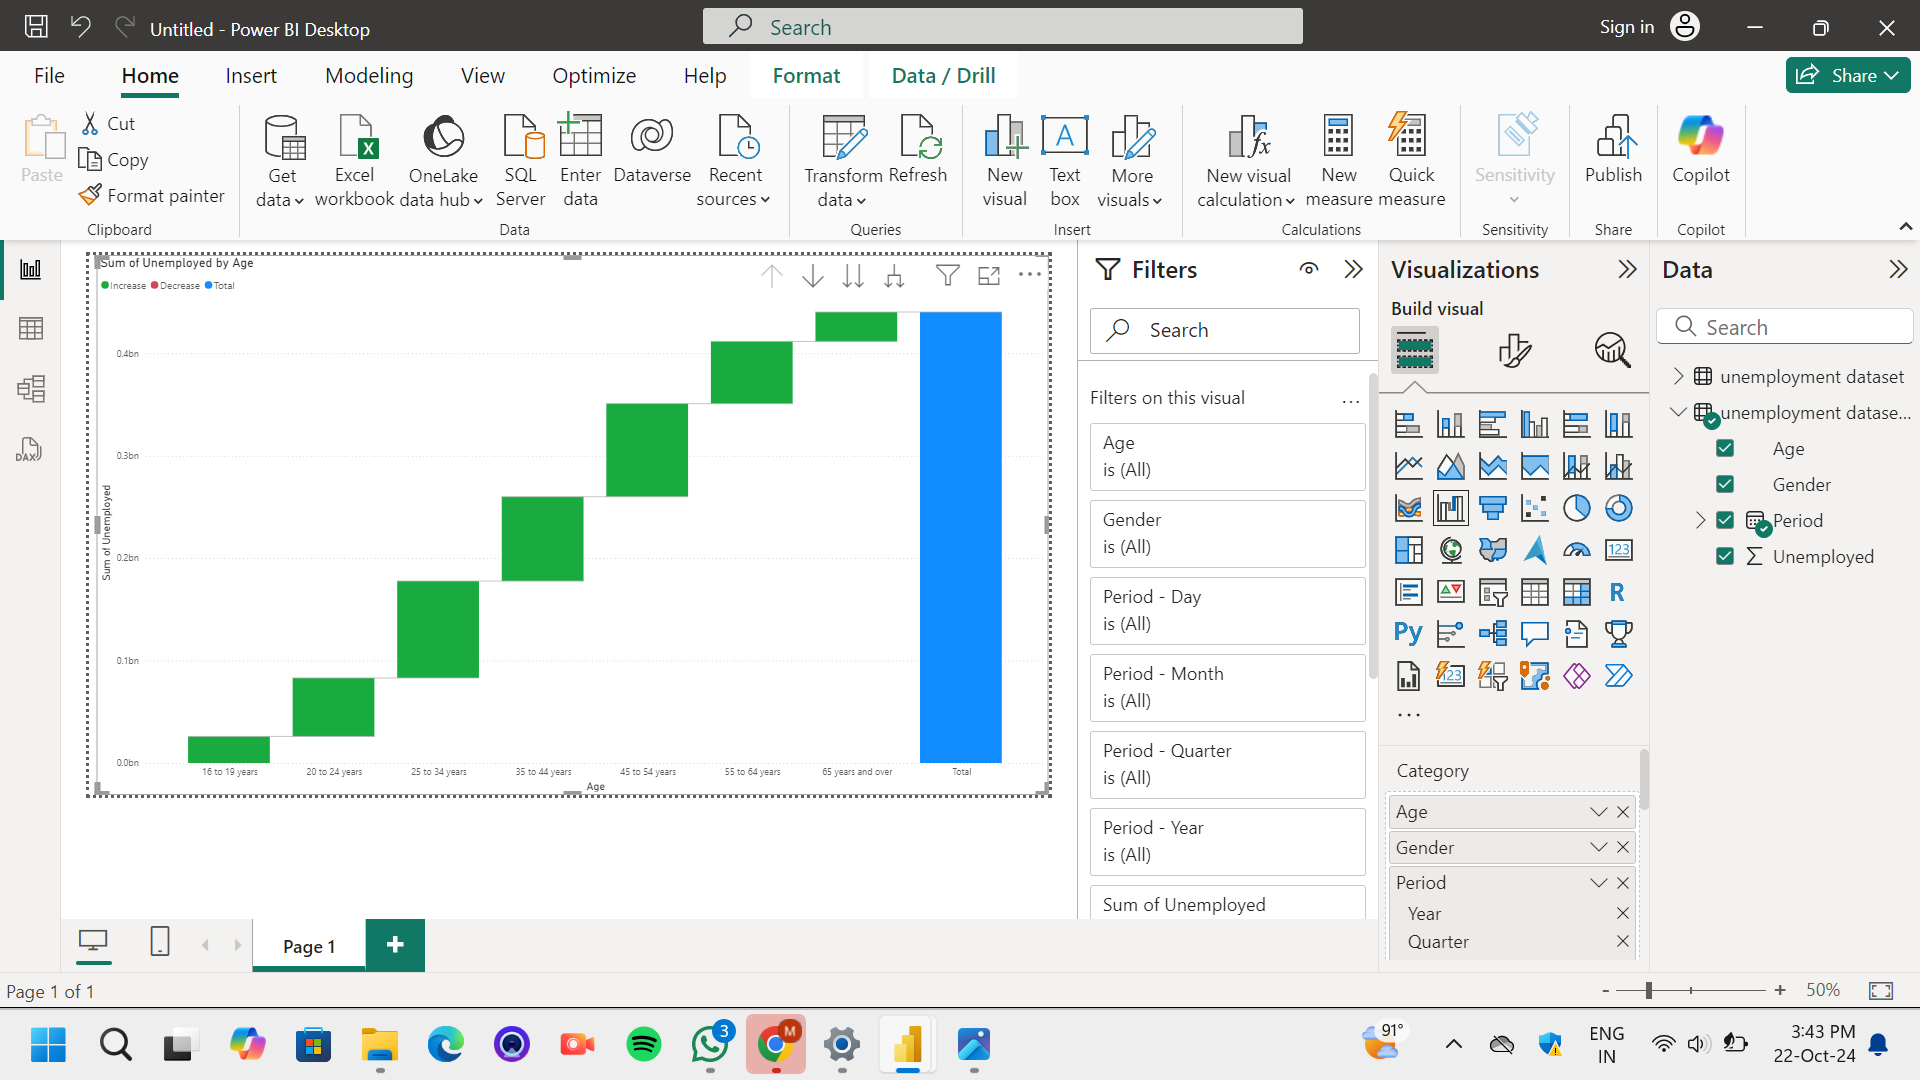 Untitled - Power BI Desktop
Search
Sign in
File
Home
Insert
Modeling
View
Optimize
Help
Format
Data / Drill
Share
Paste
Cut
Copy
Format painter
Clipboard
Get data
Excel workbook
OneLake data hub
SQL Server
Enter data
Dataverse
Recent sources
Data
Transform data
Refresh
Queries
New visual
Text box
More visuals
Insert
New visual calculation
New measure
Quick measure
Calculations
Sensitivity
Sensitivity
Publish
Share
Copilot
Copilot
DAX
Sum of Unemployed by Age
Increase
Decrease
Total
0.4bn
0.3bn
0.2bn
0.1bn
0.0bn
Sum of Unemployed
16 to 19 years
20 to 24 years
25 to 34 years
35 to 44 years
45 to 54 years
55 to 64 years
65 years and over
Total
Age
Filters
Search
Filters on this visual
...
Age
is (All)
Gender
is (All)
Period - Day
is (All)
Period - Month
is (All)
Period - Quarter
is (All)
Period - Year
is (All)
Sum of Unemployed
Visualizations
Build visual
123
R
Py
123
...
Category
Age
Gender
Period
Year
Quarter
Data
Search
unemployment dataset
unemployment datase...
Age
Gender
Period
Unemployed
Page 1
Page 1 of 1
- + 50%
3
M
91°
ENG
IN
3:43 PM
22-Oct-24